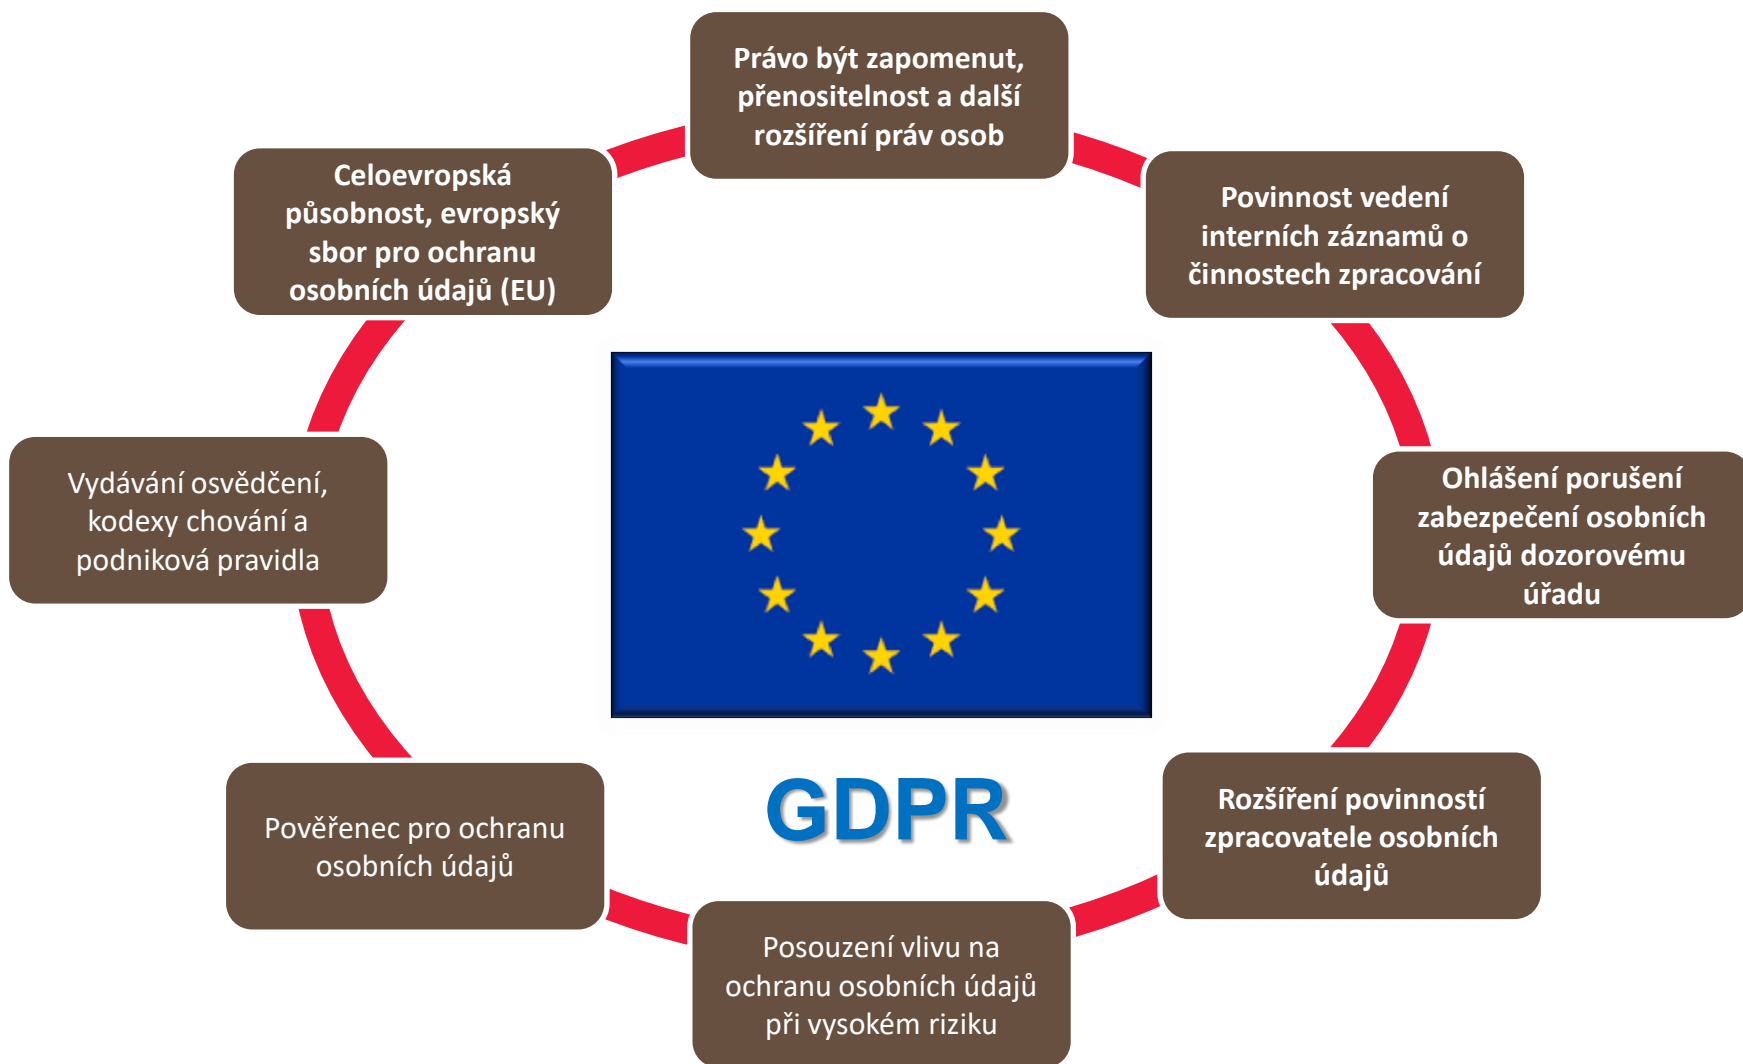 Právo být zapomenut,
přenositelnost a další
rozšíření práv osob
Povinnost vedení
interních záznamů o
činnostech zpracování
Ohlášení porušení
zabezpečení osobních
údajů dozorovému
úřadu
Rozšíření povinností
zpracovatele osobních
údajů
Posouzení vlivu na
ochranu osobních údajů
při vysokém riziku
Pověřenec pro ochranu
osobních údajů
Vydávání osvědčení,
kodexy chování a
podniková pravidla
Celoevropská
působnost, evropský
sbor pro ochranu
osobních údajů (EU)
GDPR